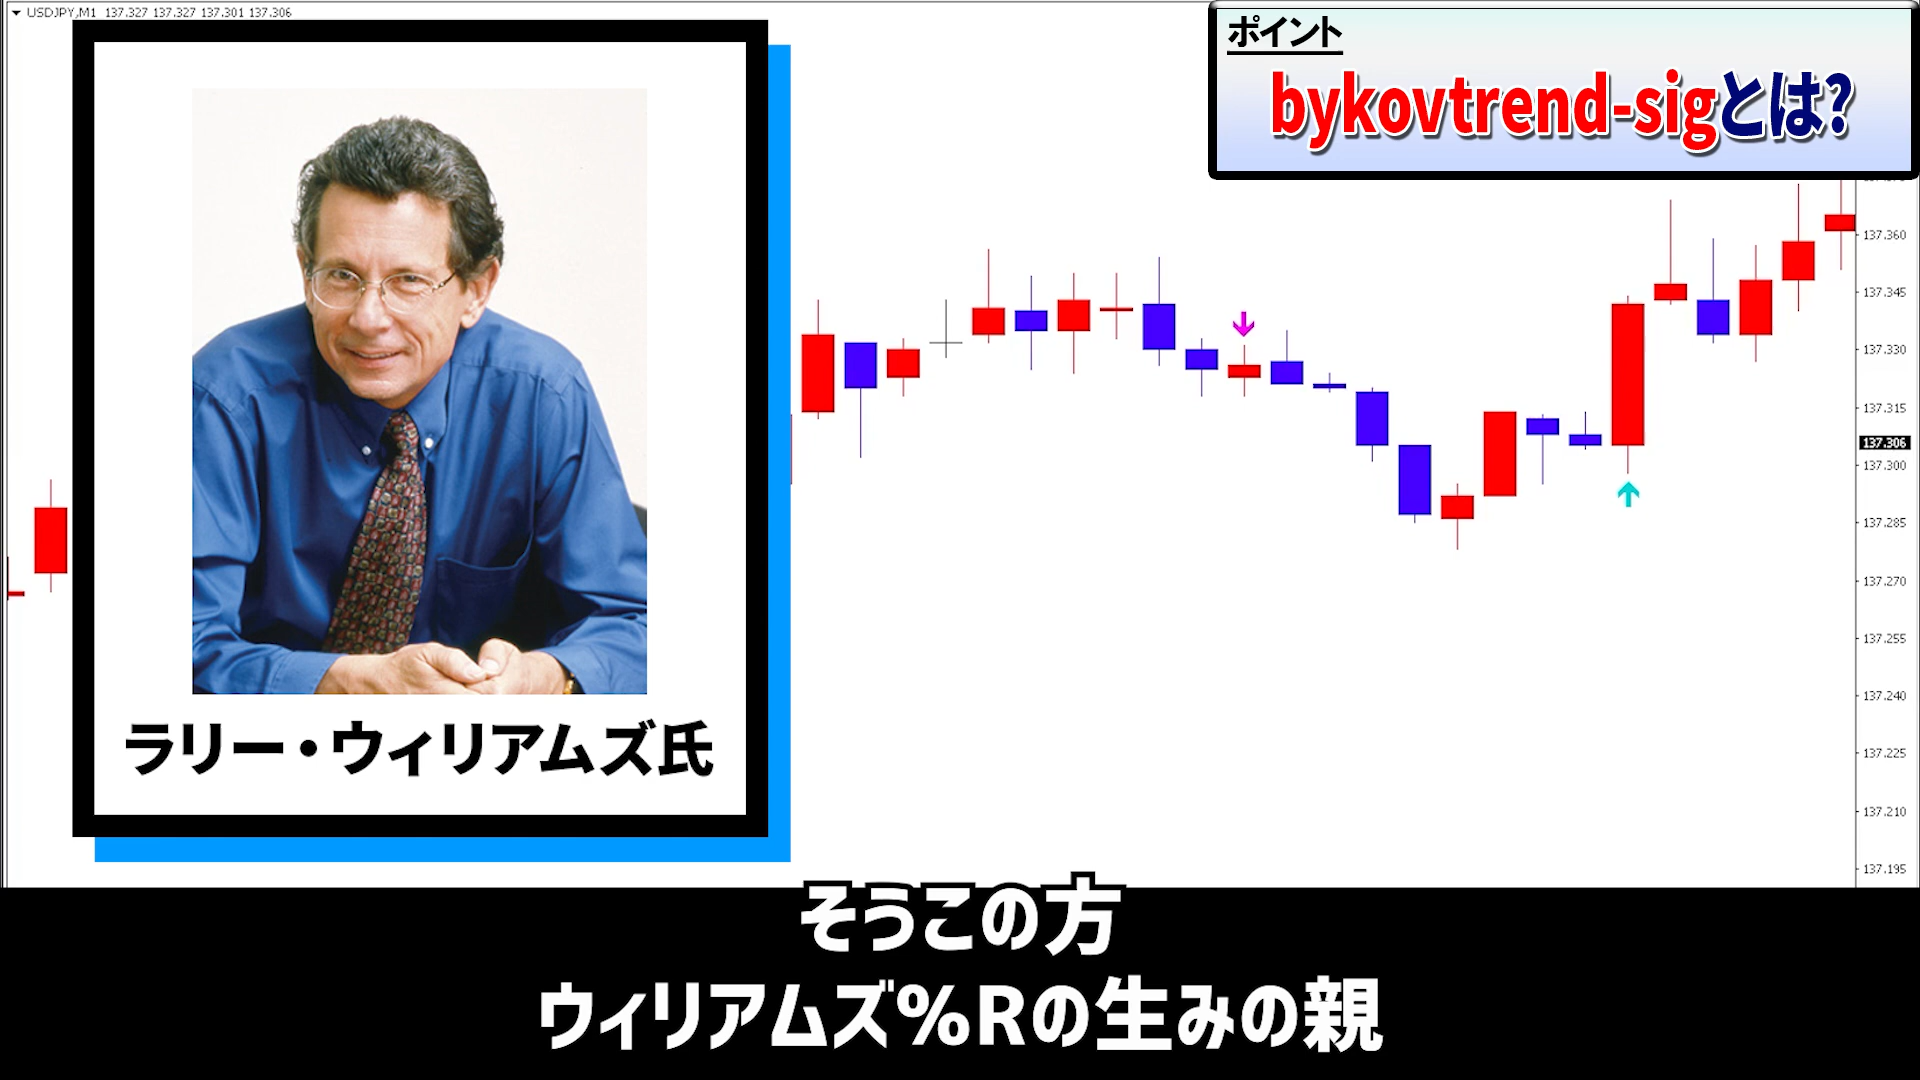 USDJPY,M1 137.327 137.327 137.301 137.306
ポイント
bykovtrend-sigとは?
137.360
137.345
137.330
137.315
137.306
137.300
137.285
137.270
137.255
137.240
137.225
137.210
137.195
ラリー・ウィリアムズ氏
そうこの方
ウィリアムズ%Rの生みの親